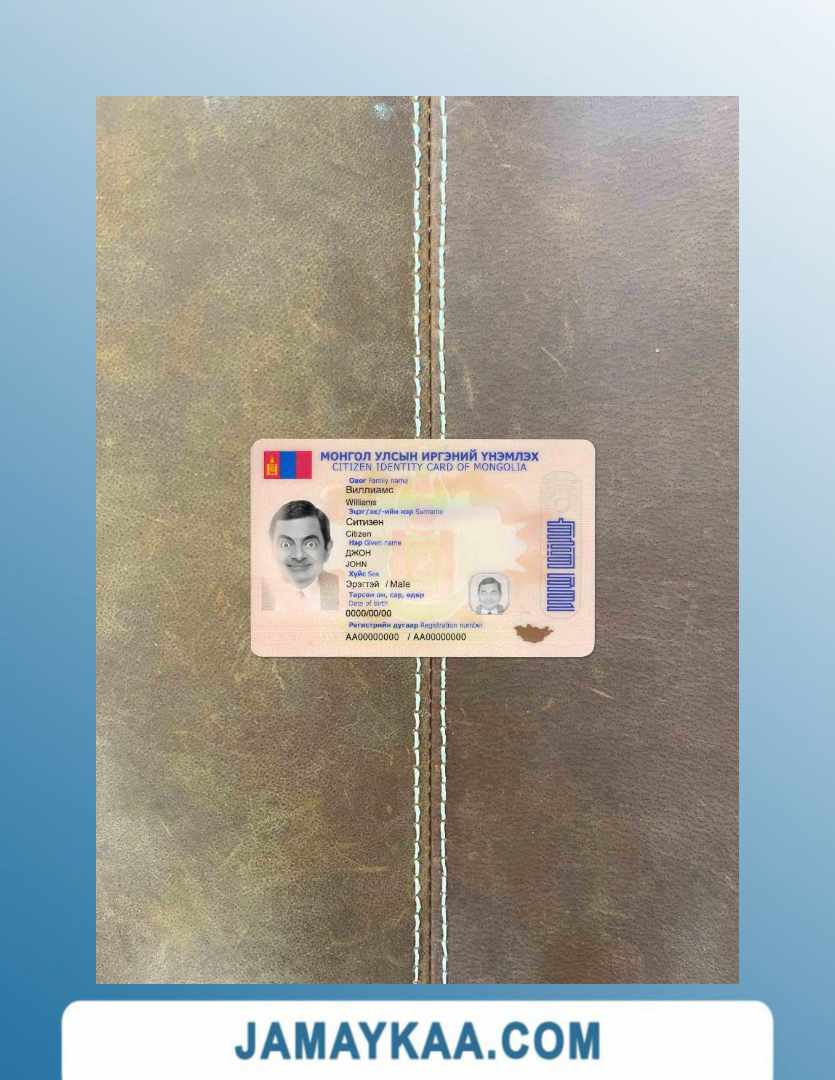 МОНГОЛ УЛСЫН ИРГЭНИЙ ҮНЭМЛЭХ
CITIZEN IDENTITY CARD OF MONGOLIA
Овог Family name
Виллиамс
Williams
Эцэг/эх/-ийн нэр Surname
Ситизен
Citizen
Нэр Given name
ДЖОН
JOHN
Хүйс Sex
Эрэгтэй / Male
Төрсөн он, сар, өдөр
Date of birth
0000/00/00
Регистрийн дугаар Registration number
АА00000000 / AA00000000
JAMAYKAA.COM